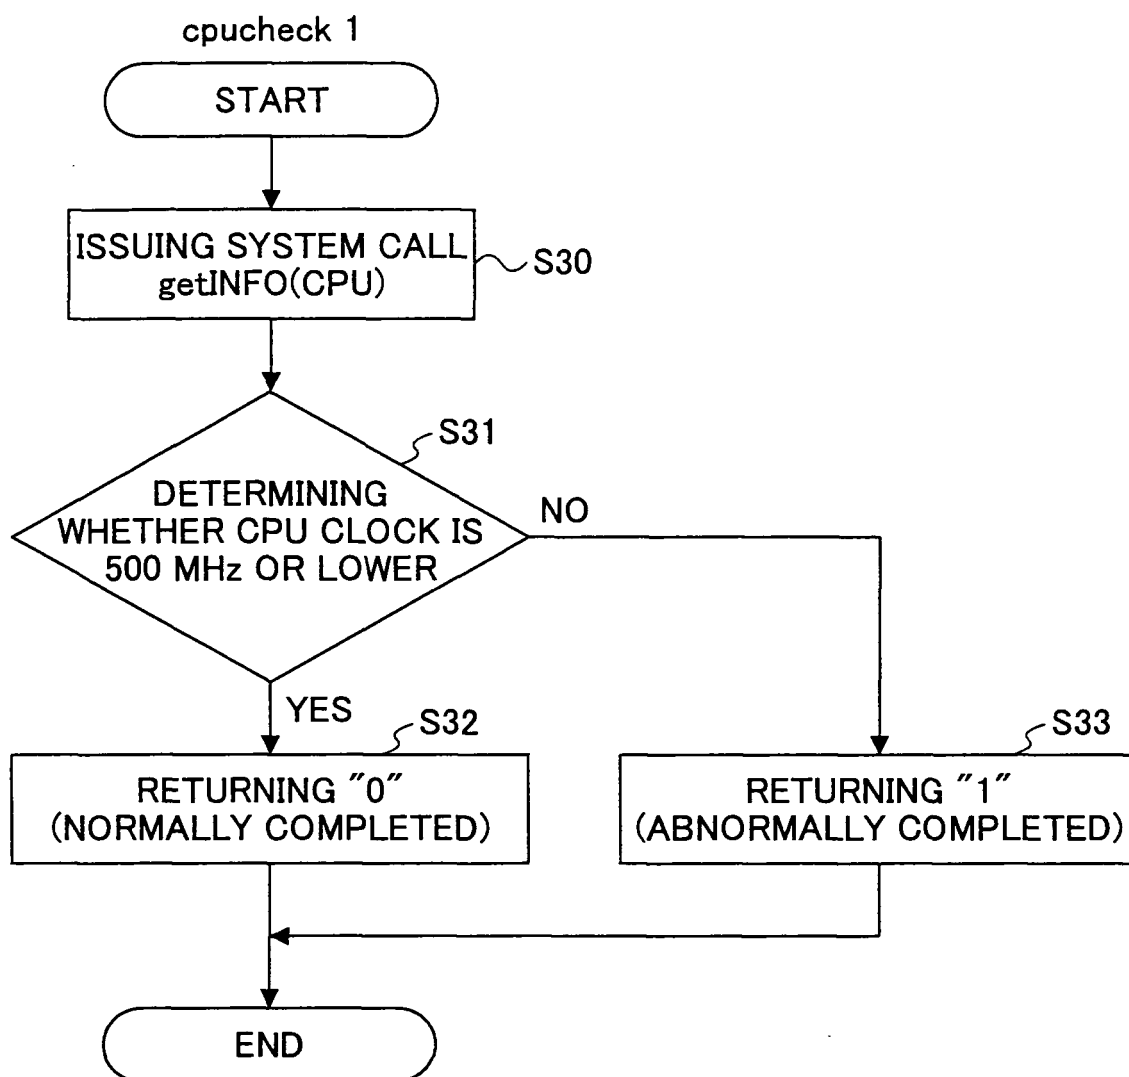 cpucheck 1
START
ISSUING SYSTEM CALL
getINFO(CPU)
S30
S31
DETERMINING
WHETHER CPU CLOCK IS
500 MHz OR LOWER
NO
YES
S32
S33
RETURNING "0"
(NORMALLY COMPLETED)
RETURNING "1"
(ABNORMALLY COMPLETED)
END